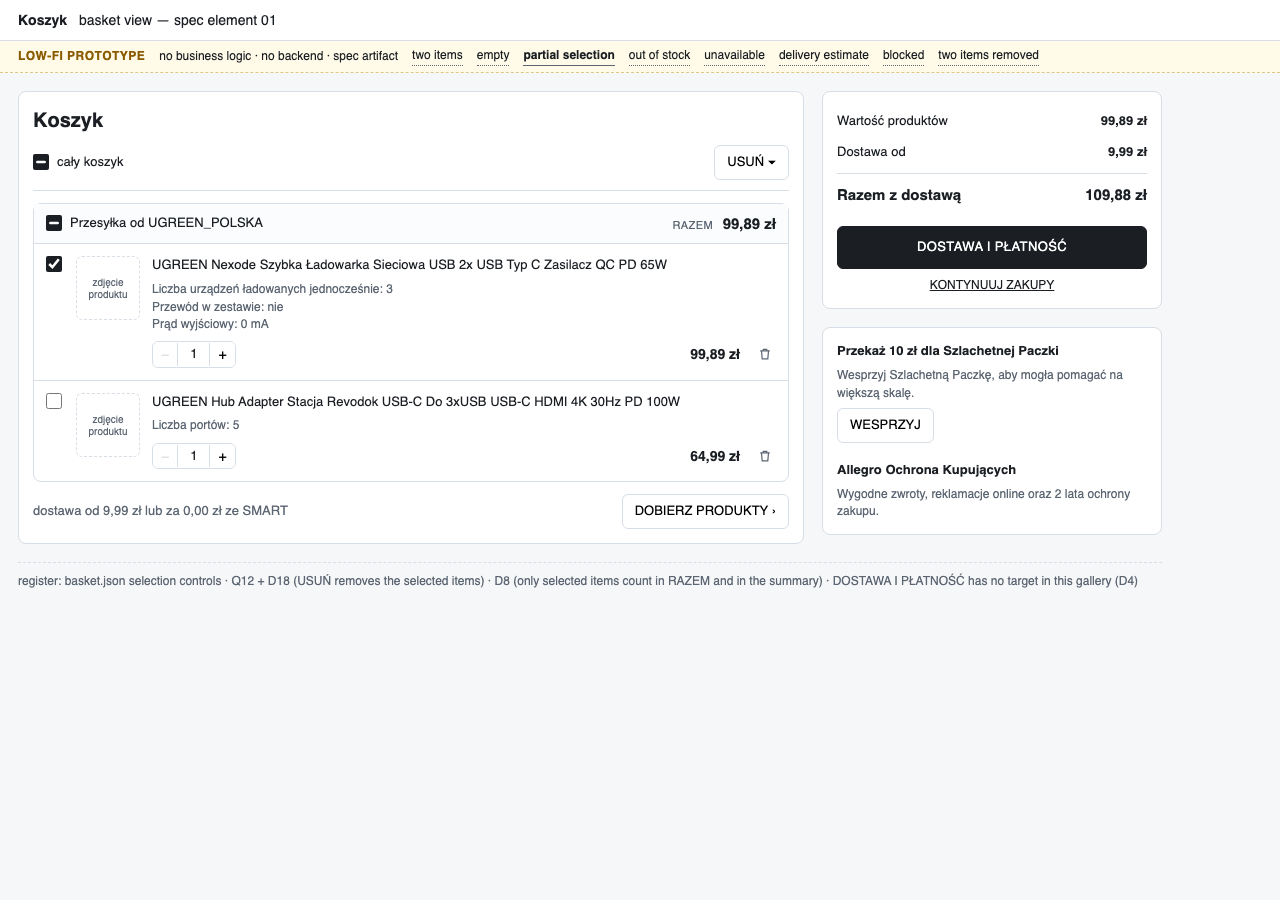 Koszyk basket view — spec element 01
LOW-FI PROTOTYPE no business logic · no backend · spec artifact two items empty partial selection out of stock unavailable delivery estimate blocked two items removed
Koszyk
cały koszyk USUŃ
Przesyłka od UGREEN_POLSKA RAZEM 99,89 zł
zdjęcie
produktu
UGREEN Nexode Szybka Ładowarka Sieciowa USB 2x USB Typ C Zasilacz QC PD 65W
Liczba urządzeń ładowanych jednocześnie: 3
Przewód w zestawie: nie
Prąd wyjściowy: 0 mA
− 1 + 99,89 zł
zdjęcie
produktu
UGREEN Hub Adapter Stacja Revodok USB-C Do 3xUSB USB-C HDMI 4K 30Hz PD 100W
Liczba portów: 5
− 1 + 64,99 zł
dostawa od 9,99 zł lub za 0,00 zł ze SMART DOBIERZ PRODUKTY ›
Wartość produktów 99,89 zł
Dostawa od 9,99 zł
Razem z dostawą 109,88 zł
DOSTAWA I PŁATNOŚĆ
KONTYNUUJ ZAKUPY
Przekaż 10 zł dla Szlachetnej Paczki
Wesprzyj Szlachetną Paczkę, aby mogła pomagać na
większą skalę.
WESPRZYJ
Allegro Ochrona Kupujących
Wygodne zwroty, reklamacje online oraz 2 lata ochrony
zakupu.
register: basket.json selection controls · Q12 + D18 (USUŃ removes the selected items) · D8 (only selected items count in RAZEM and in the summary) · DOSTAWA I PŁATNOŚĆ has no target in this gallery (D4)